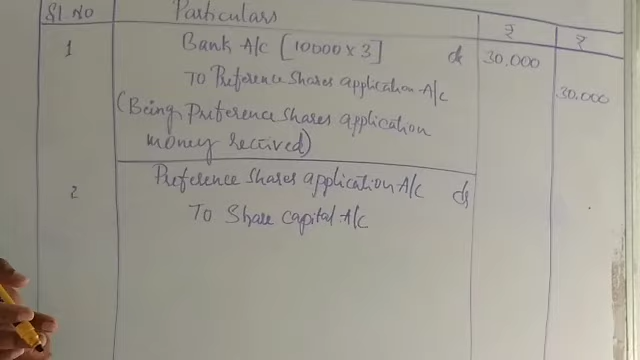 Sl No Particulars ₹ ₹
1 Bank A/c [10000 x 3] dr 30.000
To Preference shares application A/c 30.000
(Being Preference shares application
money received)
2 Preference shares application A/c dr
To Share capital A/c